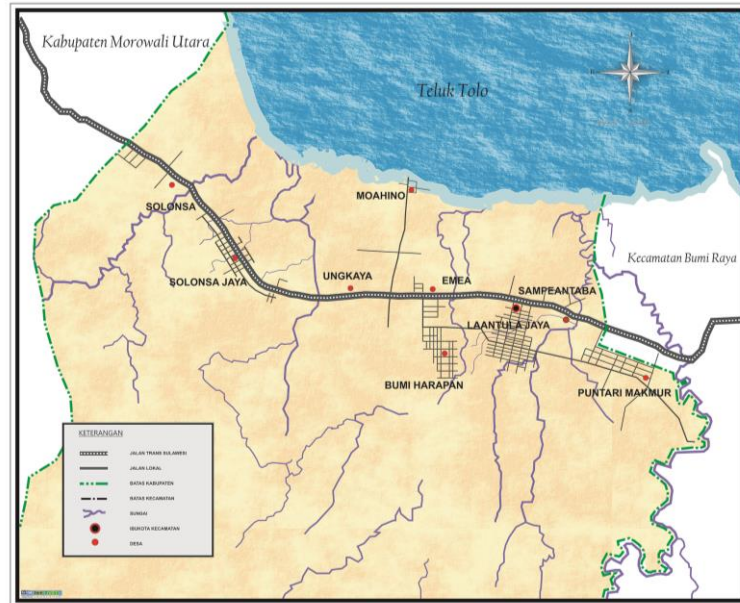 Kabupaten Morowali Utara
Teluk Tolo
MOAHINO
SOLONSA
Kecamatan Bumi Raya
SOLONSA JAYA
UNGKAYA
EMEA
SAMPEANTABA
LAANTULA JAYA
BUMI HARAPAN
PUNTARI MAKMUR
KETERANGAN
JALAN TRANS SULAWESI
JALAN LOKAL
BATAS KABUPATEN
BATAS KECAMATAN
SUNGAI
IBUKOTA KECAMATAN
DESA